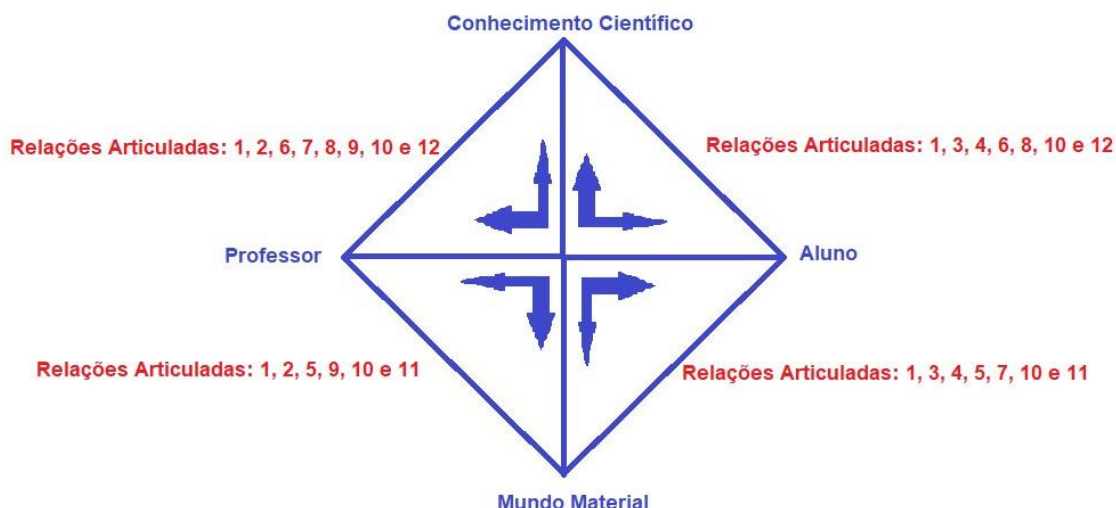 Conhecimento Científico
Relações Articuladas: 1, 2, 6, 7, 8, 9, 10 e 12
Relações Articuladas: 1, 3, 4, 6, 8, 10 e 12
Professor
Aluno
Relações Articuladas: 1, 2, 5, 9, 10 e 11
Relações Articuladas: 1, 3, 4, 5, 7, 10 e 11
Mundo Material